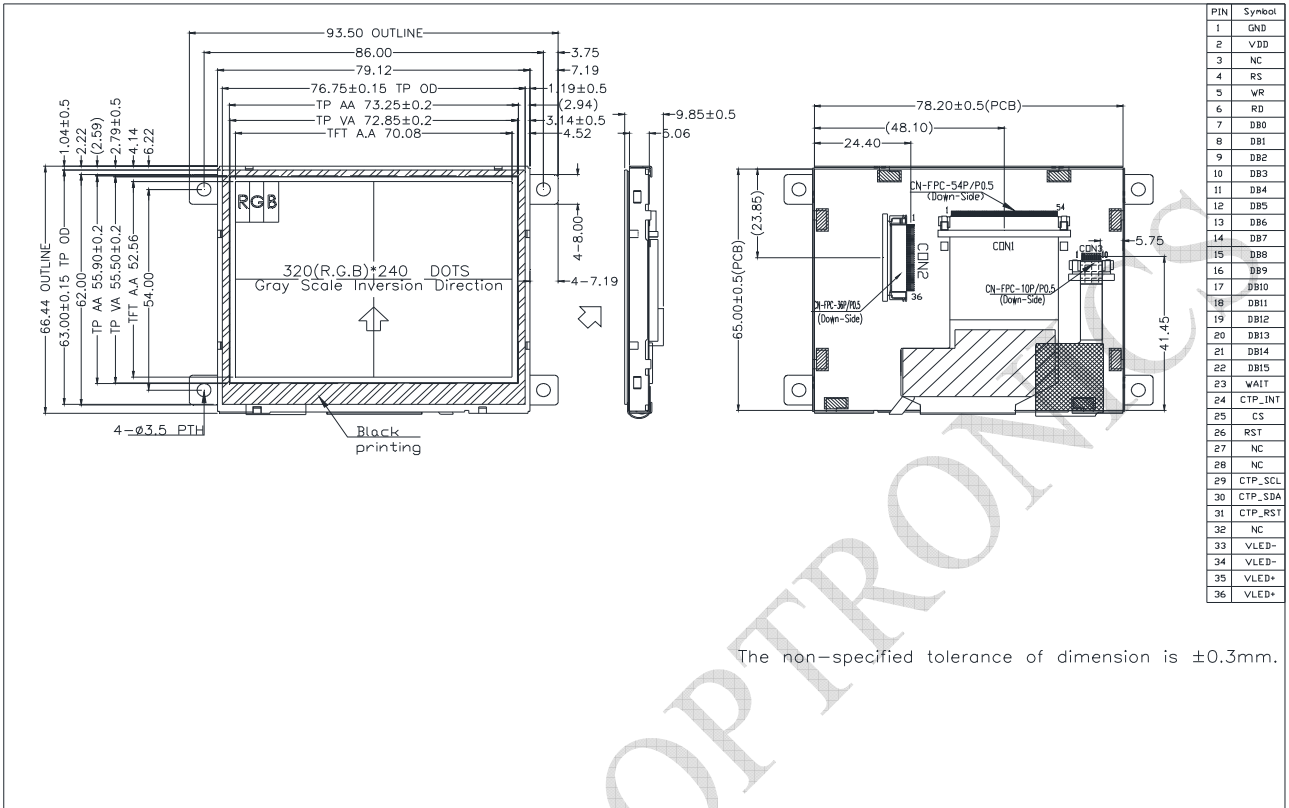 93.50 OUTLINE
86.00
3.75
79.12
7.19
76.75±0.15 TP OD
1.19±0.5
TP AA 73.25±0.2
(2.94)
TP VA 72.85±0.2
3.14±0.5
TFT A.A 70.08
4.52
1.04±0.5
2.22
(2.59)
2.79±0.5
4.14
6.22
66.44 OUTLINE
63.00±0.15 TP OD
62.00
TP AA 55.90±0.2
TP VA 55.50±0.2
TFT A.A 52.56
54.00
RGB
320(R.G.B)*240 DOTS
Gray Scale Inversion Direction
4-8.00
4-7.19
4-ø3.5 PTH
Black
printing
9.85±0.5
5.06
78.20±0.5(PCB)
(48.10)
24.40
65.00±0.5(PCB)
(23.85)
CN-FPC-54P/P0.5
(Down-Side)
1
54
CON1
1
CON2
36
CN-FPC-36P/P0.5
(Down-Side)
5.75
CON3
1
10
CN-FPC-10P/P0.5
(Down-Side)
41.45
PIN Symbol
1 GND
2 VDD
3 NC
4 RS
5 WR
6 RD
7 DB0
8 DB1
9 DB2
10 DB3
11 DB4
12 DB5
13 DB6
14 DB7
15 DB8
16 DB9
17 DB10
18 DB11
19 DB12
20 DB13
21 DB14
22 DB15
23 WAIT
24 CTP_INT
25 CS
26 RST
27 NC
28 NC
29 CTP_SCL
30 CTP_SDA
31 CTP_RST
32 NC
33 VLED-
34 VLED-
35 VLED+
36 VLED+
The non-specified tolerance of dimension is ±0.3mm.
OPTRONICS